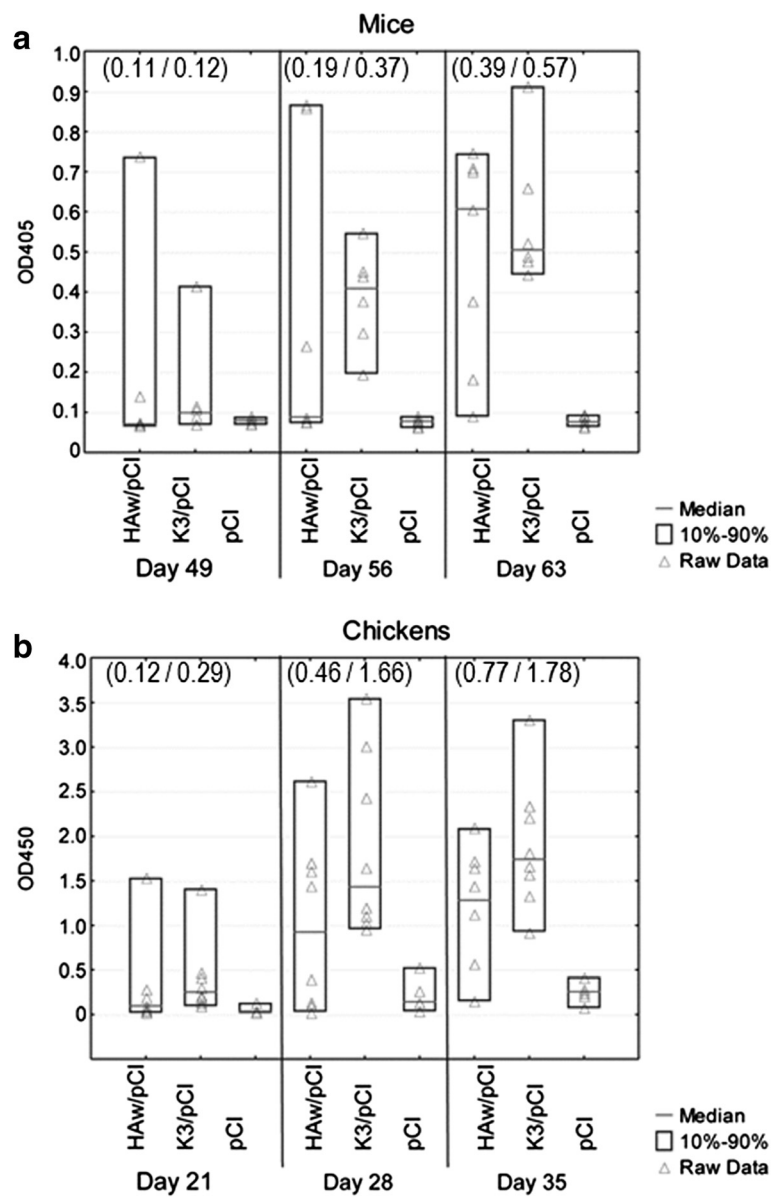 a
Mice
(0.11 / 0.12) (0.19 / 0.37) (0.39 / 0.57)
1.0
0.9
0.8
0.7
0.6
0.5
0.4
0.3
0.2
0.1
0
OD405
HAw/pCI K3/pCI pCI HAw/pCI K3/pCI pCI HAw/pCI K3/pCI pCI
Day 49 Day 56 Day 63
Median
10%-90%
Raw Data
b
Chickens
(0.12 / 0.29) (0.46 / 1.66) (0.77 / 1.78)
4.0
3.5
3.0
2.5
2.0
1.5
1.0
0.5
0
OD450
HAw/pCI K3/pCI pCI HAw/pCI K3/pCI pCI HAw/pCI K3/pCI pCI
Day 21 Day 28 Day 35
Median
10%-90%
Raw Data